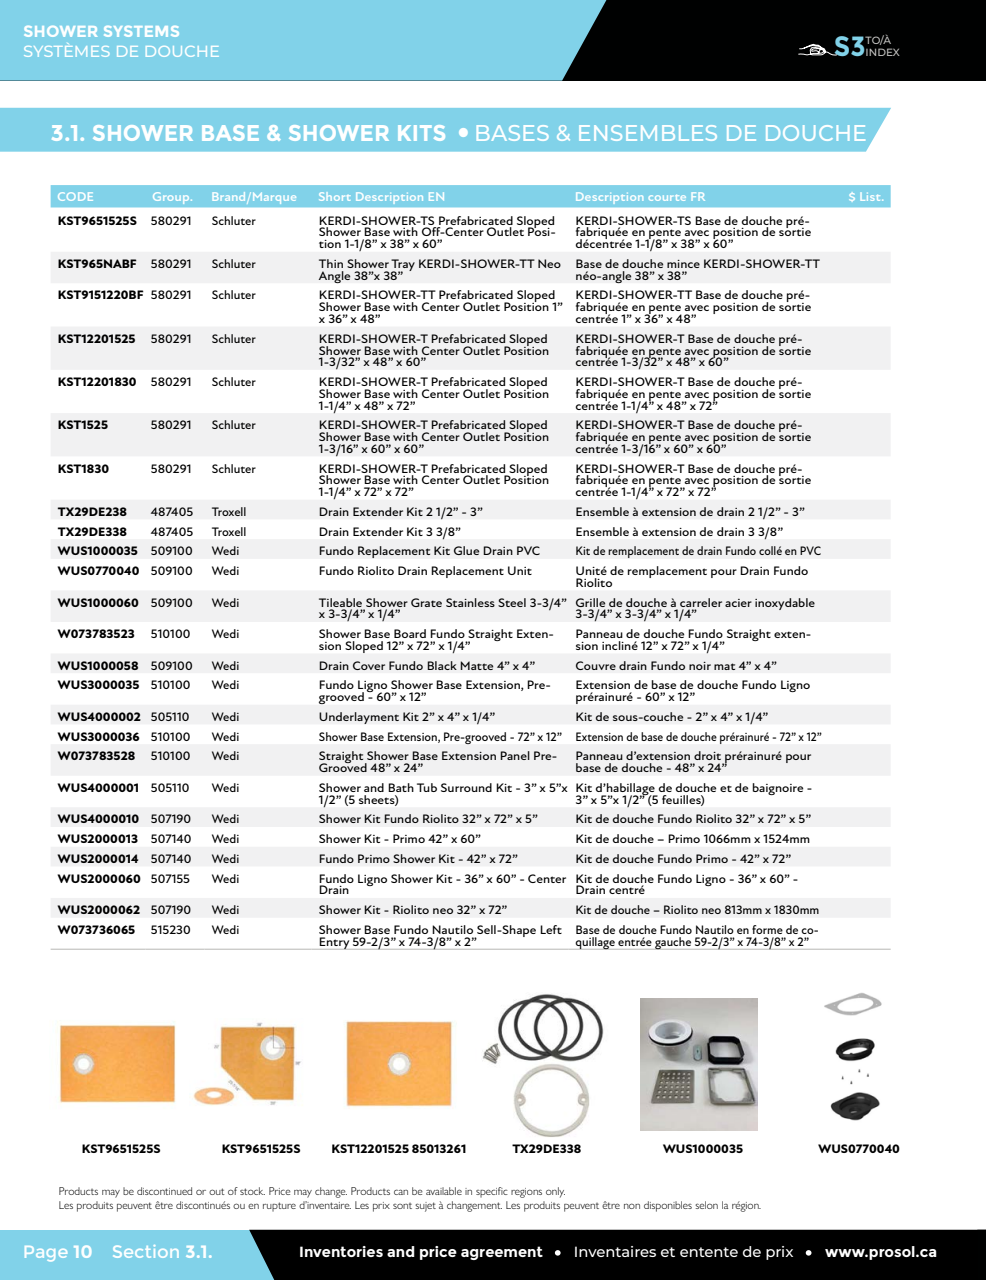 SHOWER SYSTEMS
SYSTÈMES DE DOUCHE
S3 TO/À INDEX
3.1. SHOWER BASE & SHOWER KITS • BASES & ENSEMBLES DE DOUCHE
CODE Group. Brand/Marque Short Description EN Description courte FR $ List.
KST9651525S 580291 Schluter KERDI-SHOWER-TS Prefabricated Sloped KERDI-SHOWER-TS Base de douche pré-
Shower Base with Off-Center Outlet Posi- fabriquée en pente avec position de sortie
tion 1-1/8” x 38” x 60” décentrée 1-1/8” x 38” x 60”
KST965NABF 580291 Schluter Thin Shower Tray KERDI-SHOWER-TT Neo Base de douche mince KERDI-SHOWER-TT
Angle 38”x 38” néo-angle 38” x 38”
KST9151220BF 580291 Schluter KERDI-SHOWER-TT Prefabricated Sloped KERDI-SHOWER-TT Base de douche pré-
Shower Base with Center Outlet Position 1” fabriquée en pente avec position de sortie
x 36” x 48” centrée 1” x 36” x 48”
KST12201525 580291 Schluter KERDI-SHOWER-T Prefabricated Sloped KERDI-SHOWER-T Base de douche pré-
Shower Base with Center Outlet Position fabriquée en pente avec position de sortie
1-3/32” x 48” x 60” centrée 1-3/32” x 48” x 60”
KST12201830 580291 Schluter KERDI-SHOWER-T Prefabricated Sloped KERDI-SHOWER-T Base de douche pré-
Shower Base with Center Outlet Position fabriquée en pente avec position de sortie
1-1/4” x 48” x 72” centrée 1-1/4” x 48” x 72”
KST1525 580291 Schluter KERDI-SHOWER-T Prefabricated Sloped KERDI-SHOWER-T Base de douche pré-
Shower Base with Center Outlet Position fabriquée en pente avec position de sortie
1-3/16” x 60” x 60” centrée 1-3/16” x 60” x 60”
KST1830 580291 Schluter KERDI-SHOWER-T Prefabricated Sloped KERDI-SHOWER-T Base de douche pré-
Shower Base with Center Outlet Position fabriquée en pente avec position de sortie
1-1/4” x 72” x 72” centrée 1-1/4” x 72” x 72”
TX29DE238 487405 Troxell Drain Extender Kit 2 1/2” - 3” Ensemble à extension de drain 2 1/2” - 3”
TX29DE338 487405 Troxell Drain Extender Kit 3 3/8” Ensemble à extension de drain 3 3/8”
WUS1000035 509100 Wedi Fundo Replacement Kit Glue Drain PVC Kit de remplacement de drain Fundo collé en PVC
WUS0770040 509100 Wedi Fundo Riolito Drain Replacement Unit Unité de remplacement pour Drain Fundo
Riolito
WUS1000060 509100 Wedi Tileable Shower Grate Stainless Steel 3-3/4” Grille de douche à carreler acier inoxydable
x 3-3/4” x 1/4” 3-3/4” x 3-3/4” x 1/4”
W073783523 510100 Wedi Shower Base Board Fundo Straight Exten- Panneau de douche Fundo Straight exten-
sion Sloped 12” x 72” x 1/4” sion incliné 12” x 72” x 1/4”
WUS1000058 509100 Wedi Drain Cover Fundo Black Matte 4” x 4” Couvre drain Fundo noir mat 4” x 4”
WUS3000035 510100 Wedi Fundo Ligno Shower Base Extension, Pre- Extension de base de douche Fundo Ligno
grooved - 60” x 12” prérainuré - 60” x 12”
WUS4000002 505110 Wedi Underlayment Kit 2” x 4” x 1/4” Kit de sous-couche - 2” x 4” x 1/4”
WUS3000036 510100 Wedi Shower Base Extension, Pre-grooved - 72” x 12” Extension de base de douche prérainuré - 72” x 12”
W073783528 510100 Wedi Straight Shower Base Extension Panel Pre- Panneau d’extension droit prérainuré pour
Grooved 48” x 24” base de douche - 48” x 24”
WUS4000001 505110 Wedi Shower and Bath Tub Surround Kit - 3” x 5”x Kit d’habillage de douche et de baignoire -
1/2” (5 sheets) 3” x 5”x 1/2” (5 feuilles)
WUS4000010 507190 Wedi Shower Kit Fundo Riolito 32” x 72” x 5” Kit de douche Fundo Riolito 32” x 72” x 5”
WUS2000013 507140 Wedi Shower Kit - Primo 42” x 60” Kit de douche – Primo 1066mm x 1524mm
WUS2000014 507140 Wedi Fundo Primo Shower Kit - 42” x 72” Kit de douche Fundo Primo - 42” x 72”
WUS2000060 507155 Wedi Fundo Ligno Shower Kit - 36” x 60” - Center Kit de douche Fundo Ligno - 36” x 60” -
Drain Drain centré
WUS2000062 507190 Wedi Shower Kit - Riolito neo 32” x 72” Kit de douche – Riolito neo 813mm x 1830mm
W073736065 515230 Wedi Shower Base Fundo Nautilo Sell-Shape Left Base de douche Fundo Nautilo en forme de co-
Entry 59-2/3” x 74-3/8” x 2” quillage entrée gauche 59-2/3” x 74-3/8” x 2”
KST9651525S KST9651525S KST12201525 85013261 TX29DE338 WUS1000035 WUS0770040
Products may be discontinued or out of stock. Price may change. Products can be available in specific regions only.
Les produits peuvent être discontinués ou en rupture d’inventaire. Les prix sont sujet à changement. Les produits peuvent être non disponibles selon la région.
Page 10 Section 3.1. Inventories and price agreement • Inventaires et entente de prix • www.prosol.ca